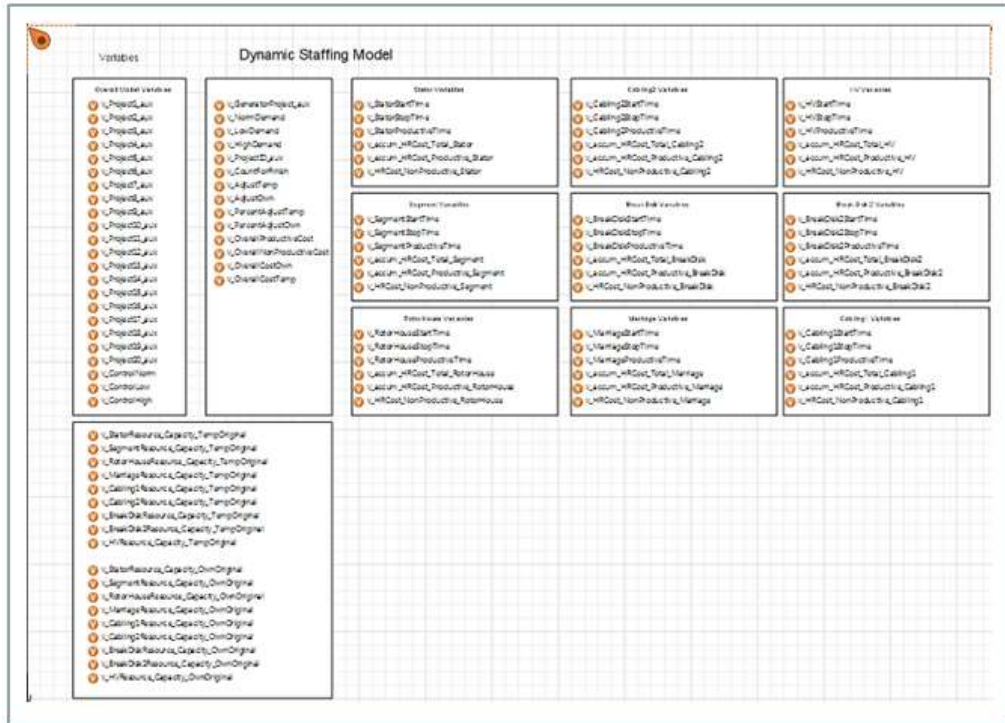 Variables
Dynamic Staffing Model
Overall Model Variables
v_Project1_aux
v_Project2_aux
v_Project3_aux
v_Project4_aux
v_Project5_aux
v_Project6_aux
v_Project7_aux
v_Project8_aux
v_Project9_aux
v_Project10_aux
v_Project11_aux
v_Project12_aux
v_Project13_aux
v_Project14_aux
v_Project15_aux
v_Project16_aux
v_Project17_aux
v_Project18_aux
v_Project19_aux
v_Project20_aux
v_ControlNorm
v_ControlLow
v_ControlHigh
v_GeneratorProject_aux
v_NormDemand
v_LowDemand
v_HighDemand
v_ProjectID_aux
v_CountForFinish
v_AdjustTemp
v_AdjustOwn
v_PercentAdjustTemp
v_PercentAdjustOwn
v_OverallProductiveCost
v_OverallNonProductiveCost
v_OverallCostOwn
v_OverallCostTemp
Stator Variables
v_StatorStartTime
v_StatorStopTime
v_StatorProductiveTime
v_accum_HRCost_Total_Stator
v_accum_HRCost_Productive_Stator
v_HRCost_NonProductive_Stator
Cabling2 Variables
v_Cabling2StartTime
v_Cabling2StopTime
v_Cabling2ProductiveTime
v_accum_HRCost_Total_Cabling2
v_accum_HRCost_Productive_Cabling2
v_HRCost_NonProductive_Cabling2
HV Variables
v_HVStartTime
v_HVStopTime
v_HVProductiveTime
v_accum_HRCost_Total_HV
v_accum_HRCost_Productive_HV
v_HRCost_NonProductive_HV
Segment Variables
v_SegmentStartTime
v_SegmentStopTime
v_SegmentProductiveTime
v_accum_HRCost_Total_Segment
v_accum_HRCost_Productive_Segment
v_HRCost_NonProductive_Segment
Break Disk Variables
v_BreakDiskStartTime
v_BreakDiskStopTime
v_BreakDiskProductiveTime
v_accum_HRCost_Total_BreakDisk
v_accum_HRCost_Productive_BreakDisk
v_HRCost_NonProductive_BreakDisk
Break Disk 2 Variables
v_BreakDisk2StartTime
v_BreakDisk2StopTime
v_BreakDisk2ProductiveTime
v_accum_HRCost_Total_BreakDisk2
v_accum_HRCost_Productive_BreakDisk2
v_HRCost_NonProductive_BreakDisk2
Rotor House Variables
v_RotorHouseStartTime
v_RotorHouseStopTime
v_RotorHouseProductiveTime
v_accum_HRCost_Total_RotorHouse
v_accum_HRCost_Productive_RotorHouse
v_HRCost_NonProductive_RotorHouse
Marriage Variables
v_MarriageStartTime
v_MarriageStopTime
v_MarriageProductiveTime
v_accum_HRCost_Total_Marriage
v_accum_HRCost_Productive_Marriage
v_HRCost_NonProductive_Marriage
Cabling1 Variables
v_Cabling1StartTime
v_Cabling1StopTime
v_Cabling1ProductiveTime
v_accum_HRCost_Total_Cabling1
v_accum_HRCost_Productive_Cabling1
v_HRCost_NonProductive_Cabling1
v_StatorResource_Capacity_TempOriginal
v_SegmentResource_Capacity_TempOriginal
v_RotorHouseResource_Capacity_TempOriginal
v_MarriageResource_Capacity_TempOriginal
v_Cabling1Resource_Capacity_TempOriginal
v_Cabling2Resource_Capacity_TempOriginal
v_BreakDiskResource_Capacity_TempOriginal
v_BreakDisk2Resource_Capacity_TempOriginal
v_HVResource_Capacity_TempOriginal
v_StatorResource_Capacity_OwnOriginal
v_SegmentResource_Capacity_OwnOriginal
v_RotorHouseResource_Capacity_OwnOriginal
v_MarriageResource_Capacity_OwnOriginal
v_Cabling1Resource_Capacity_OwnOriginal
v_Cabling2Resource_Capacity_OwnOriginal
v_BreakDiskResource_Capacity_OwnOriginal
v_BreakDisk2Resource_Capacity_OwnOriginal
v_HVResource_Capacity_OwnOriginal